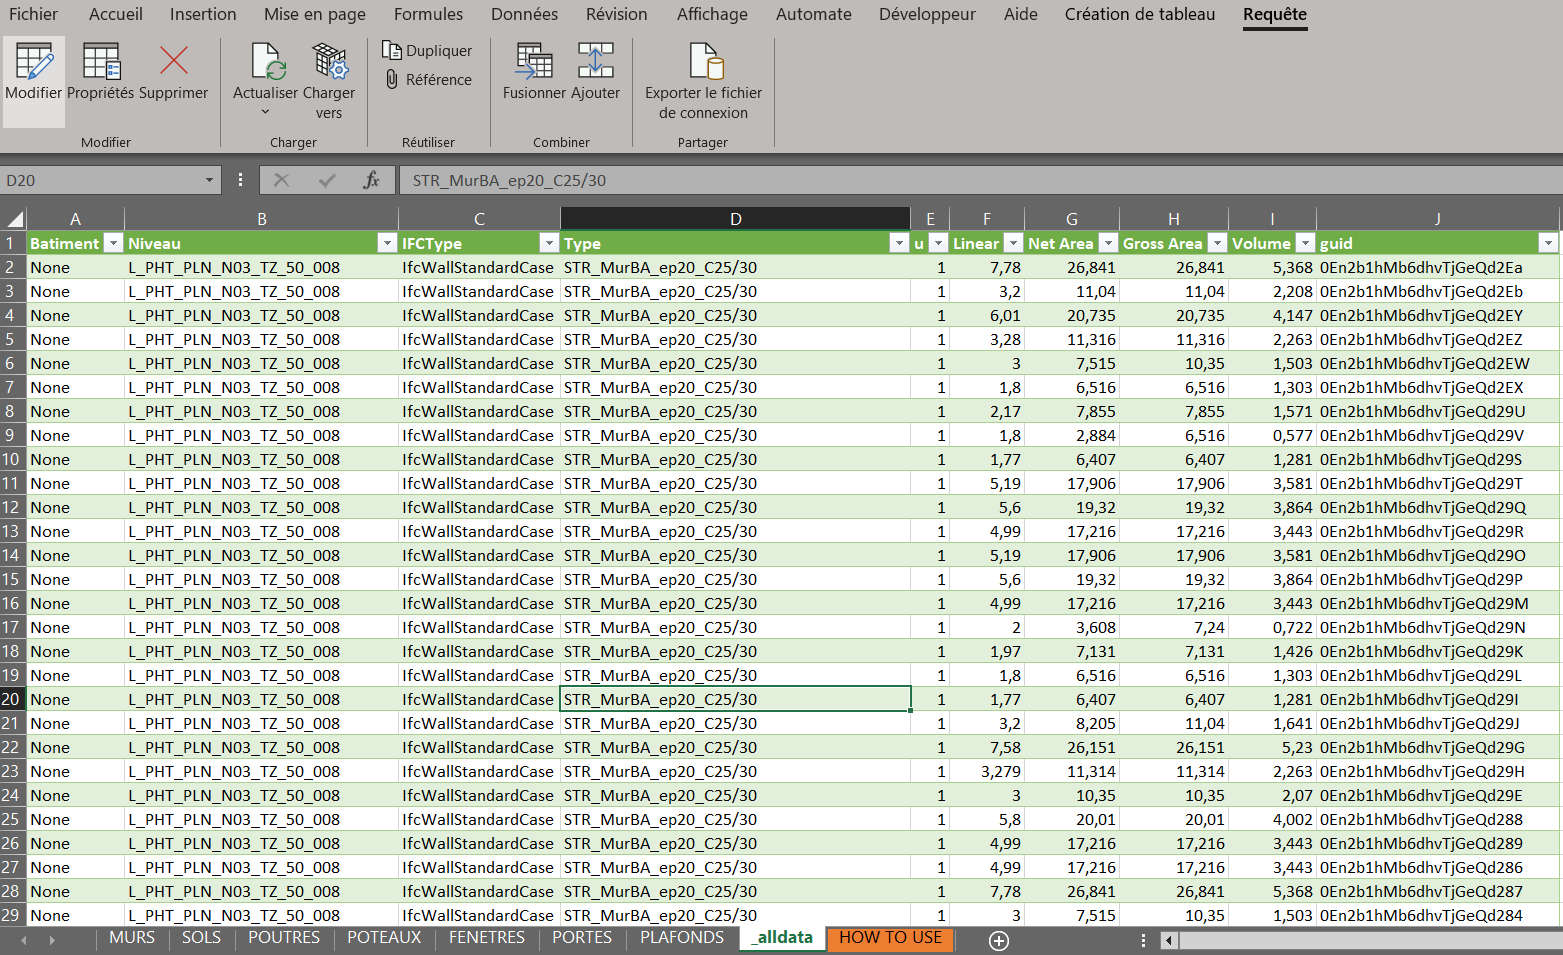 Fichier Accueil Insertion Mise en page Formules Données Révision Affichage Automate Développeur Aide Création de tableau Requête
Modifier Propriétés Supprimer Actualiser Charger vers Dupliquer Référence Fusionner Ajouter Exporter le fichier de connexion
Modifier Charger Réutiliser Combiner Partager
D20 fx STR_MurBA_ep20_C25/30
A B C D E F G H I J
1 Batiment Niveau IFCType Type u Linear Net Area Gross Area Volume guid
2 None L_PHT_PLN_N03_TZ_50_008 IfcWallStandardCase STR_MurBA_ep20_C25/30 1 7,78 26,841 26,841 5,368 0En2b1hMb6dhvTjGeQd2Ea
3 None L_PHT_PLN_N03_TZ_50_008 IfcWallStandardCase STR_MurBA_ep20_C25/30 1 3,2 11,04 11,04 2,208 0En2b1hMb6dhvTjGeQd2Eb
4 None L_PHT_PLN_N03_TZ_50_008 IfcWallStandardCase STR_MurBA_ep20_C25/30 1 6,01 20,735 20,735 4,147 0En2b1hMb6dhvTjGeQd2EY
5 None L_PHT_PLN_N03_TZ_50_008 IfcWallStandardCase STR_MurBA_ep20_C25/30 1 3,28 11,316 11,316 2,263 0En2b1hMb6dhvTjGeQd2EZ
6 None L_PHT_PLN_N03_TZ_50_008 IfcWallStandardCase STR_MurBA_ep20_C25/30 1 3 7,515 10,35 1,503 0En2b1hMb6dhvTjGeQd2EW
7 None L_PHT_PLN_N03_TZ_50_008 IfcWallStandardCase STR_MurBA_ep20_C25/30 1 1,8 6,516 6,516 1,303 0En2b1hMb6dhvTjGeQd2EX
8 None L_PHT_PLN_N03_TZ_50_008 IfcWallStandardCase STR_MurBA_ep20_C25/30 1 2,17 7,855 7,855 1,571 0En2b1hMb6dhvTjGeQd29U
9 None L_PHT_PLN_N03_TZ_50_008 IfcWallStandardCase STR_MurBA_ep20_C25/30 1 1,8 2,884 6,516 0,577 0En2b1hMb6dhvTjGeQd29V
10 None L_PHT_PLN_N03_TZ_50_008 IfcWallStandardCase STR_MurBA_ep20_C25/30 1 1,77 6,407 6,407 1,281 0En2b1hMb6dhvTjGeQd29S
11 None L_PHT_PLN_N03_TZ_50_008 IfcWallStandardCase STR_MurBA_ep20_C25/30 1 5,19 17,906 17,906 3,581 0En2b1hMb6dhvTjGeQd29T
12 None L_PHT_PLN_N03_TZ_50_008 IfcWallStandardCase STR_MurBA_ep20_C25/30 1 5,6 19,32 19,32 3,864 0En2b1hMb6dhvTjGeQd29Q
13 None L_PHT_PLN_N03_TZ_50_008 IfcWallStandardCase STR_MurBA_ep20_C25/30 1 4,99 17,216 17,216 3,443 0En2b1hMb6dhvTjGeQd29R
14 None L_PHT_PLN_N03_TZ_50_008 IfcWallStandardCase STR_MurBA_ep20_C25/30 1 5,19 17,906 17,906 3,581 0En2b1hMb6dhvTjGeQd29O
15 None L_PHT_PLN_N03_TZ_50_008 IfcWallStandardCase STR_MurBA_ep20_C25/30 1 5,6 19,32 19,32 3,864 0En2b1hMb6dhvTjGeQd29P
16 None L_PHT_PLN_N03_TZ_50_008 IfcWallStandardCase STR_MurBA_ep20_C25/30 1 4,99 17,216 17,216 3,443 0En2b1hMb6dhvTjGeQd29M
17 None L_PHT_PLN_N03_TZ_50_008 IfcWallStandardCase STR_MurBA_ep20_C25/30 1 2 3,608 7,24 0,722 0En2b1hMb6dhvTjGeQd29N
18 None L_PHT_PLN_N03_TZ_50_008 IfcWallStandardCase STR_MurBA_ep20_C25/30 1 1,97 7,131 7,131 1,426 0En2b1hMb6dhvTjGeQd29K
19 None L_PHT_PLN_N03_TZ_50_008 IfcWallStandardCase STR_MurBA_ep20_C25/30 1 1,8 6,516 6,516 1,303 0En2b1hMb6dhvTjGeQd29L
20 None L_PHT_PLN_N03_TZ_50_008 IfcWallStandardCase STR_MurBA_ep20_C25/30 1 1,77 6,407 6,407 1,281 0En2b1hMb6dhvTjGeQd29I
21 None L_PHT_PLN_N03_TZ_50_008 IfcWallStandardCase STR_MurBA_ep20_C25/30 1 3,2 8,205 11,04 1,641 0En2b1hMb6dhvTjGeQd29J
22 None L_PHT_PLN_N03_TZ_50_008 IfcWallStandardCase STR_MurBA_ep20_C25/30 1 7,58 26,151 26,151 5,23 0En2b1hMb6dhvTjGeQd29G
23 None L_PHT_PLN_N03_TZ_50_008 IfcWallStandardCase STR_MurBA_ep20_C25/30 1 3,279 11,314 11,314 2,263 0En2b1hMb6dhvTjGeQd29H
24 None L_PHT_PLN_N03_TZ_50_008 IfcWallStandardCase STR_MurBA_ep20_C25/30 1 3 10,35 10,35 2,07 0En2b1hMb6dhvTjGeQd29E
25 None L_PHT_PLN_N03_TZ_50_008 IfcWallStandardCase STR_MurBA_ep20_C25/30 1 5,8 20,01 20,01 4,002 0En2b1hMb6dhvTjGeQd288
26 None L_PHT_PLN_N03_TZ_50_008 IfcWallStandardCase STR_MurBA_ep20_C25/30 1 4,99 17,216 17,216 3,443 0En2b1hMb6dhvTjGeQd289
27 None L_PHT_PLN_N03_TZ_50_008 IfcWallStandardCase STR_MurBA_ep20_C25/30 1 4,99 17,216 17,216 3,443 0En2b1hMb6dhvTjGeQd286
28 None L_PHT_PLN_N03_TZ_50_008 IfcWallStandardCase STR_MurBA_ep20_C25/30 1 7,78 26,841 26,841 5,368 0En2b1hMb6dhvTjGeQd287
29 None L_PHT_PLN_N03_TZ_50_008 IfcWallStandardCase STR_MurBA_ep20_C25/30 1 3 7,515 10,35 1,503 0En2b1hMb6dhvTjGeQd284
MURS SOLS POUTRES POTEAUX FENETRES PORTES PLAFONDS _alldata HOW TO USE